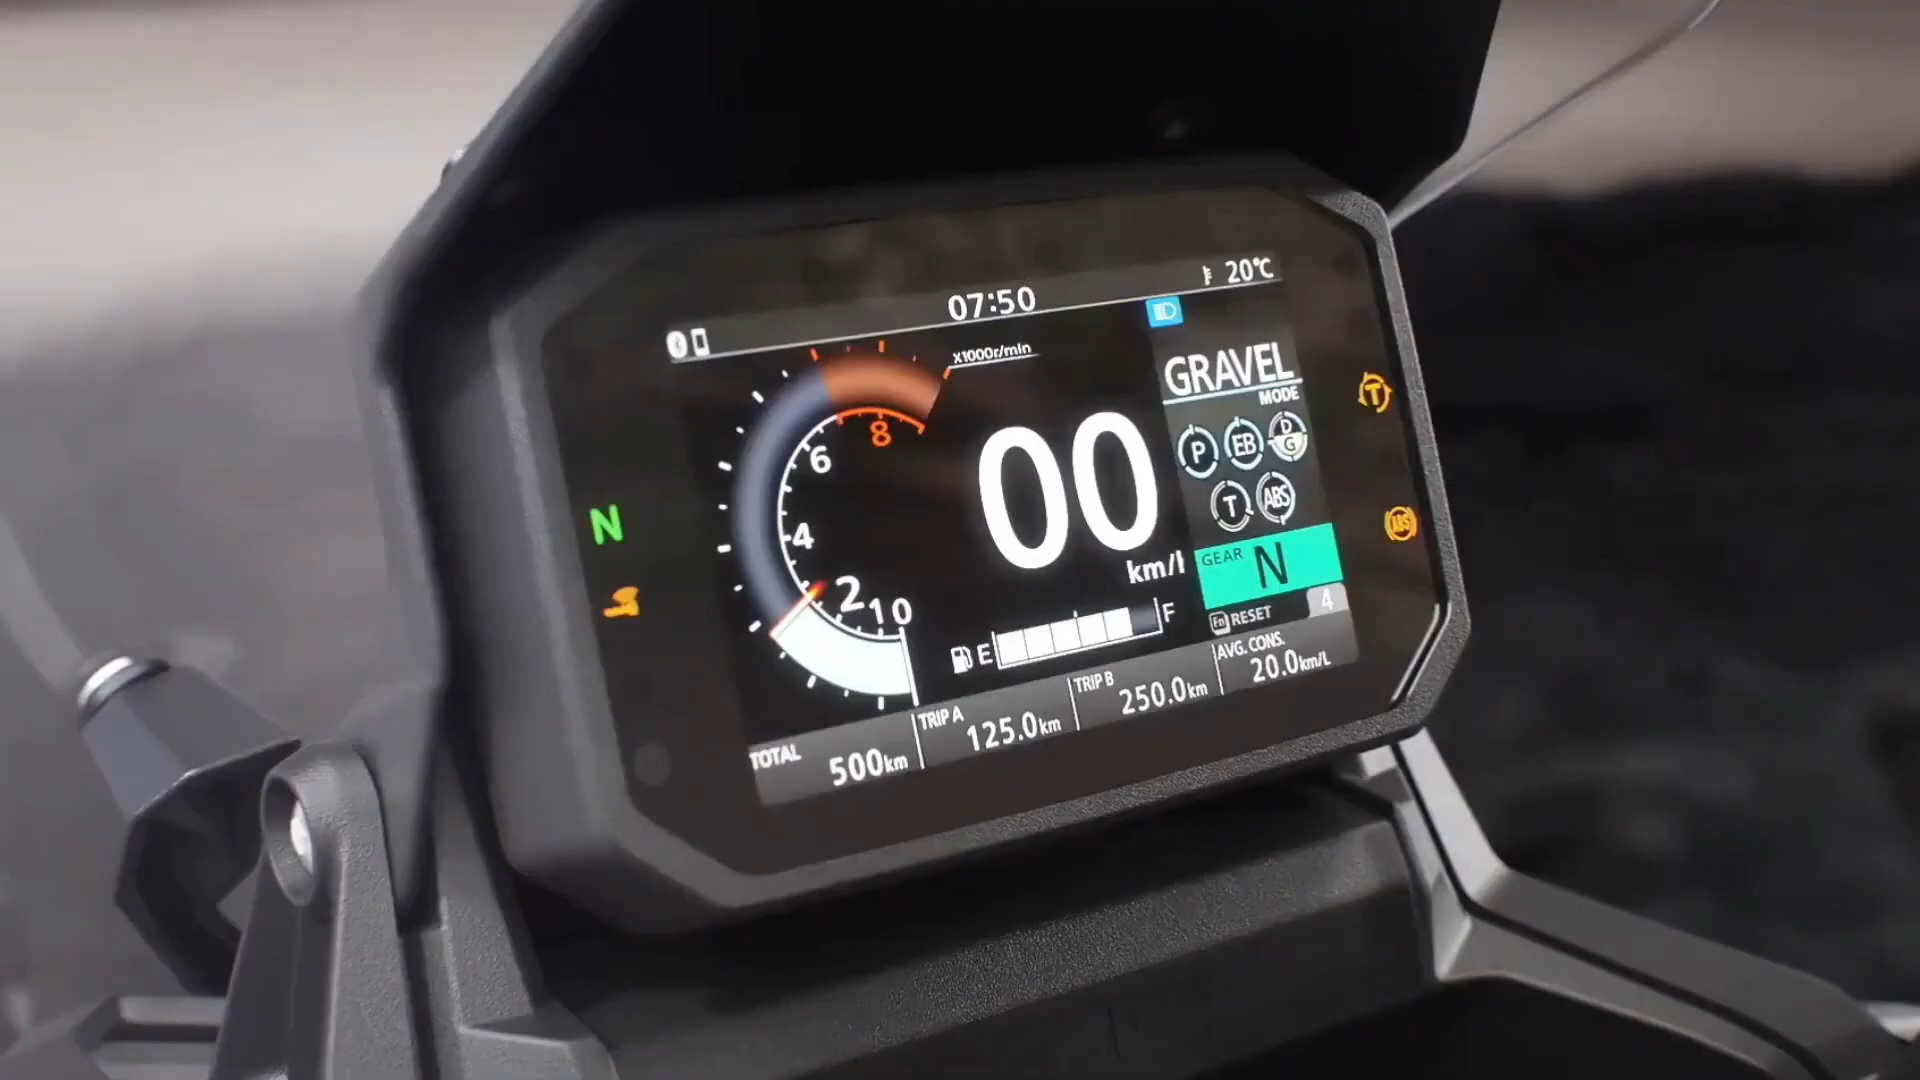 07:50
20℃
x1000r/min
GRAVEL
MODE
8
6
4
2
1 0
00
km/l
P
EB
D
G
T
ABS
T
ABS
N
GEAR N
Fn RESET
4
E
F
TOTAL
500km
TRIP A
125.0km
TRIP B
250.0km
AVG. CONS.
20.0km/L